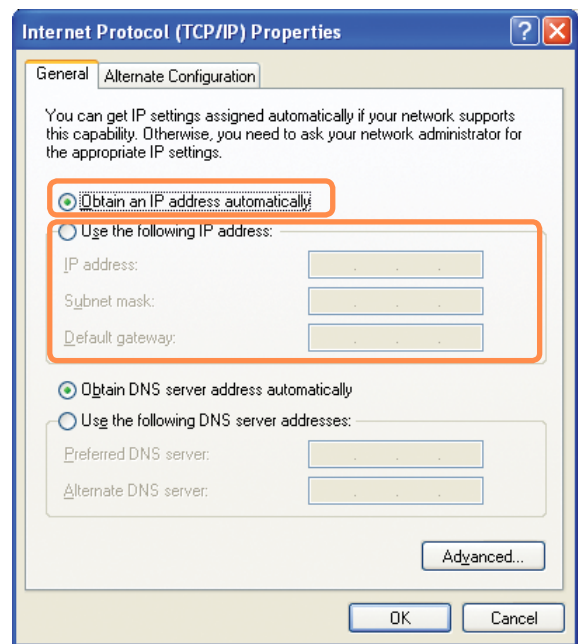 Internet Protocol (TCP/IP) Properties
General
Alternate Configuration
You can get IP settings assigned automatically if your network supports
this capability. Otherwise, you need to ask your network administrator for
the appropriate IP settings.
Obtain an IP address automatically
Use the following IP address:
IP address:
Subnet mask:
Default gateway:
Obtain DNS server address automatically
Use the following DNS server addresses:
Preferred DNS server:
Alternate DNS server:
Advanced...
OK
Cancel